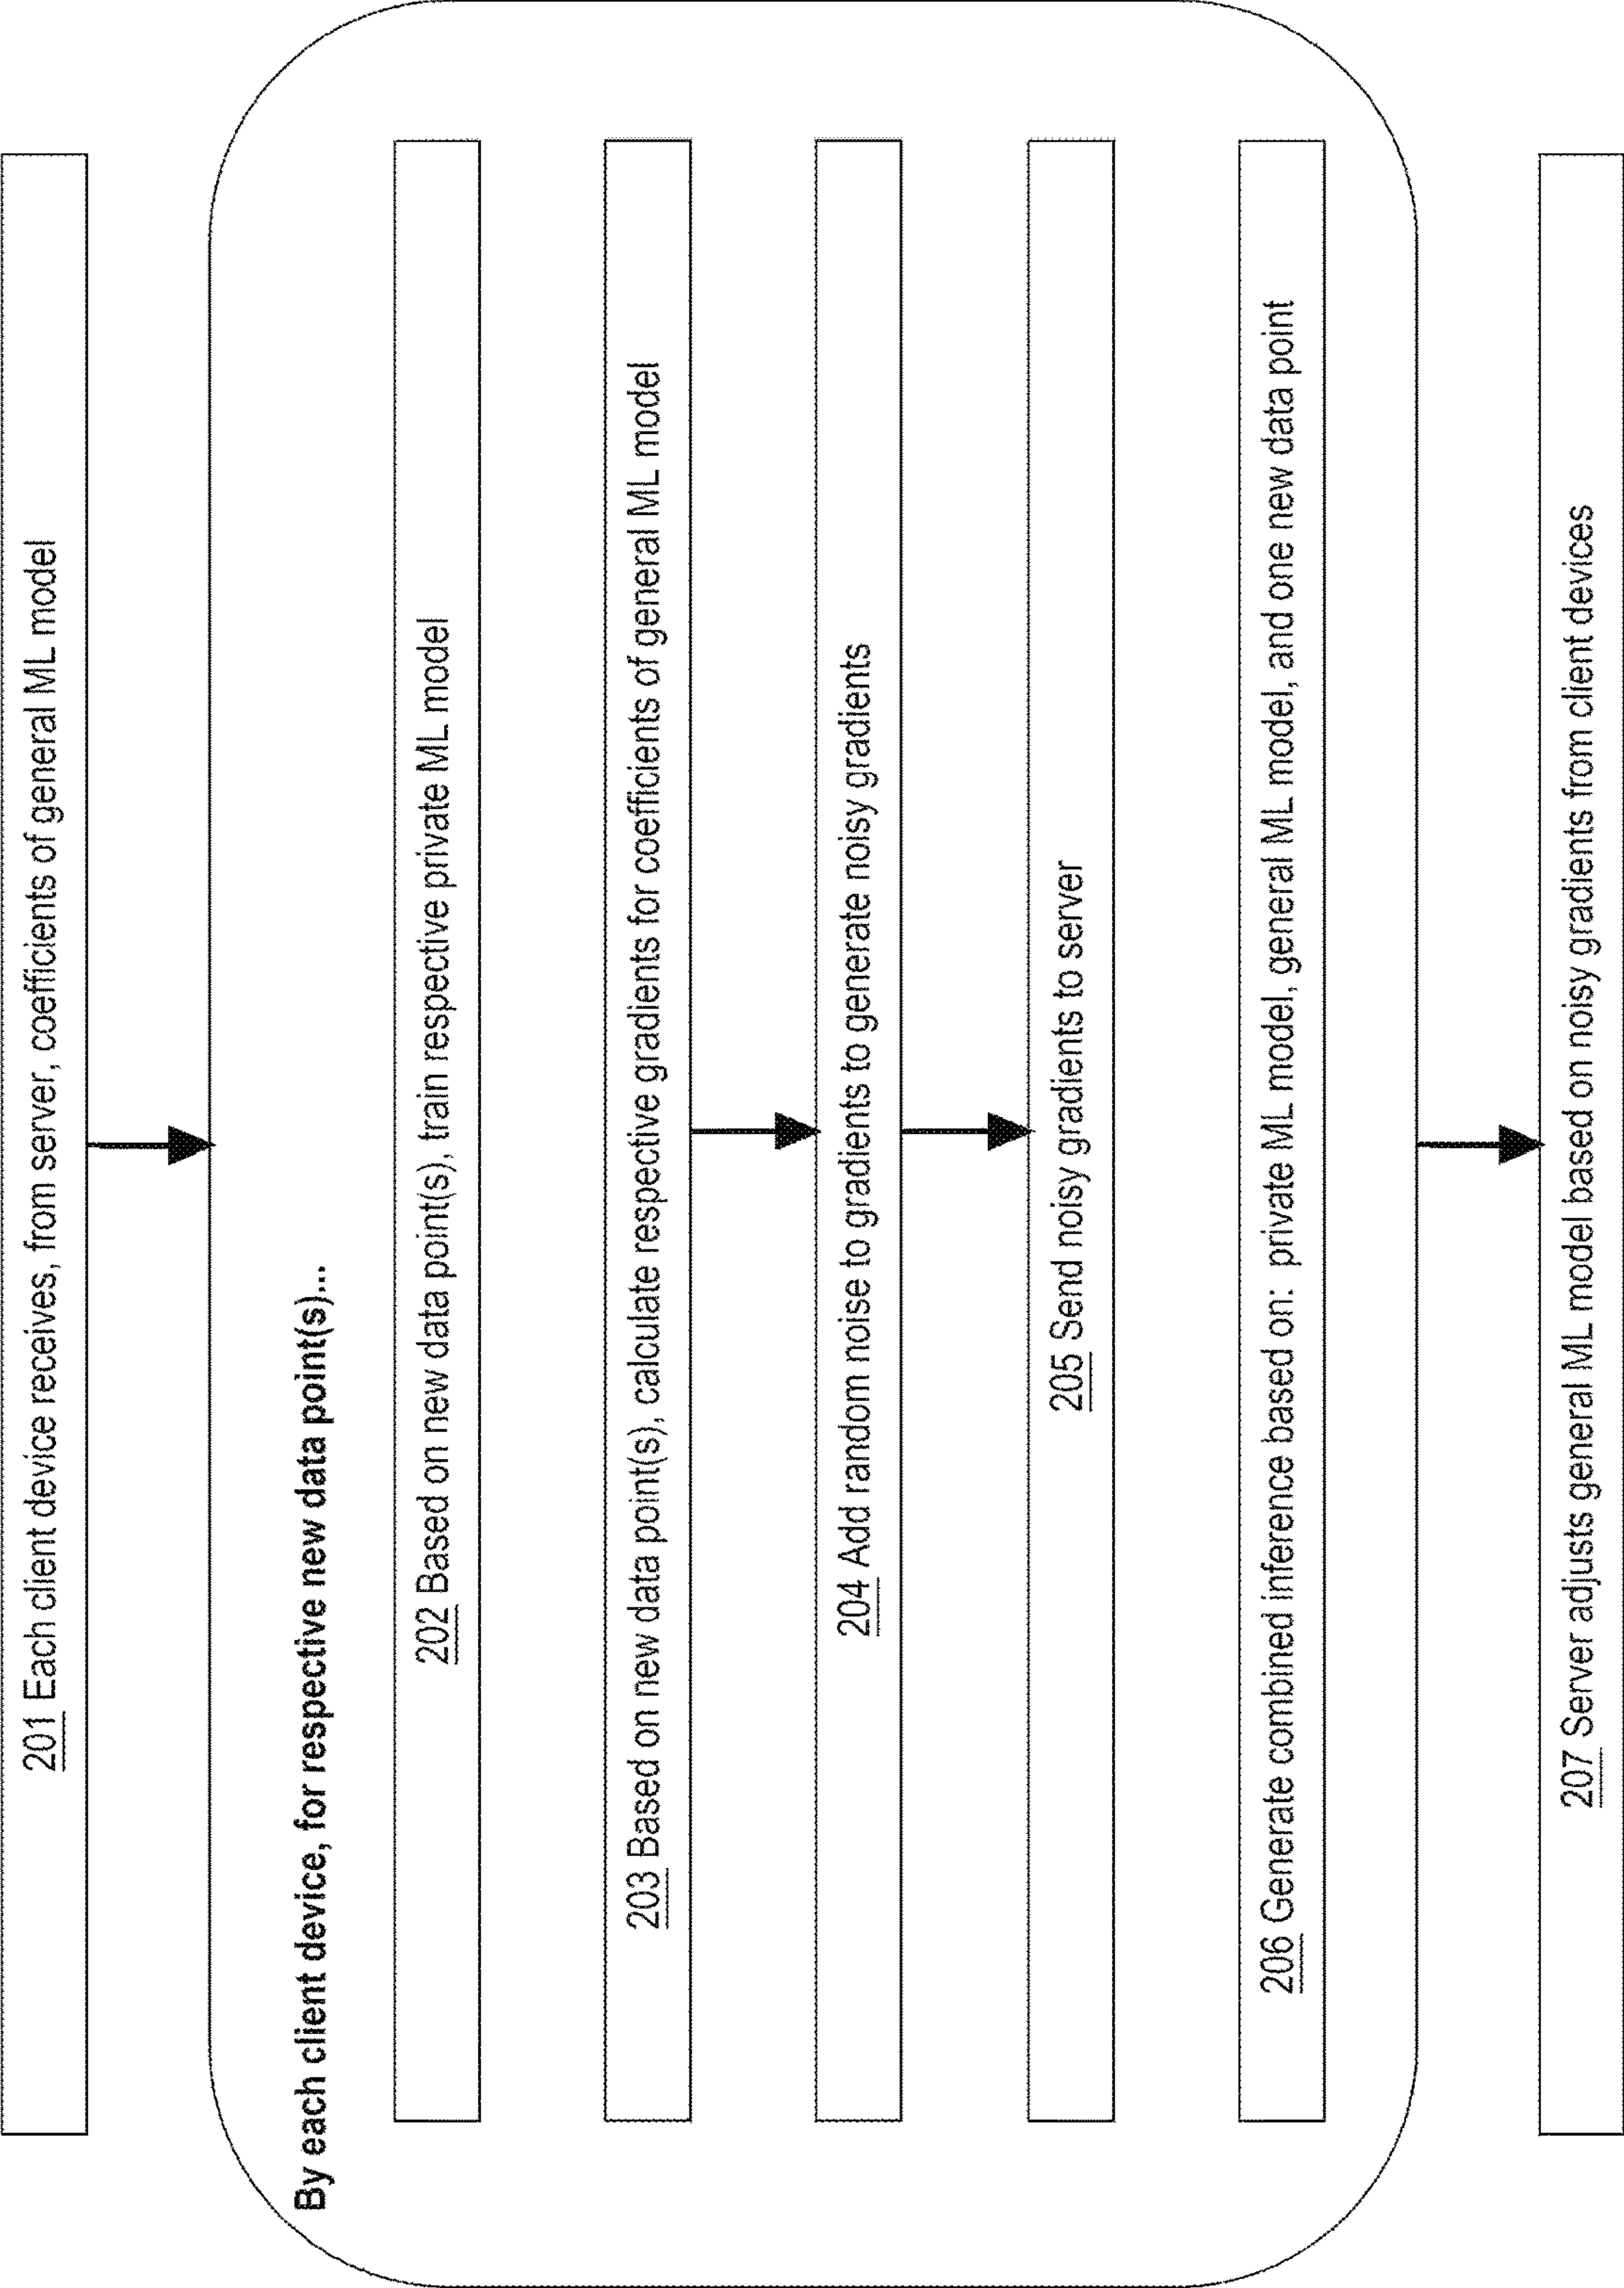 201 Each client device receives, from server, coefficients of general ML model
By each client device, for respective new data point(s)...
202 Based on new data point(s), train respective private ML model
203 Based on new data point(s), calculate respective gradients for coefficients of general ML model
204 Add random noise to gradients to generate noisy gradients
205 Send noisy gradients to server
206 Generate combined inference based on: private ML model, general ML model, and one new data point
207 Server adjusts general ML model based on noisy gradients from client devices